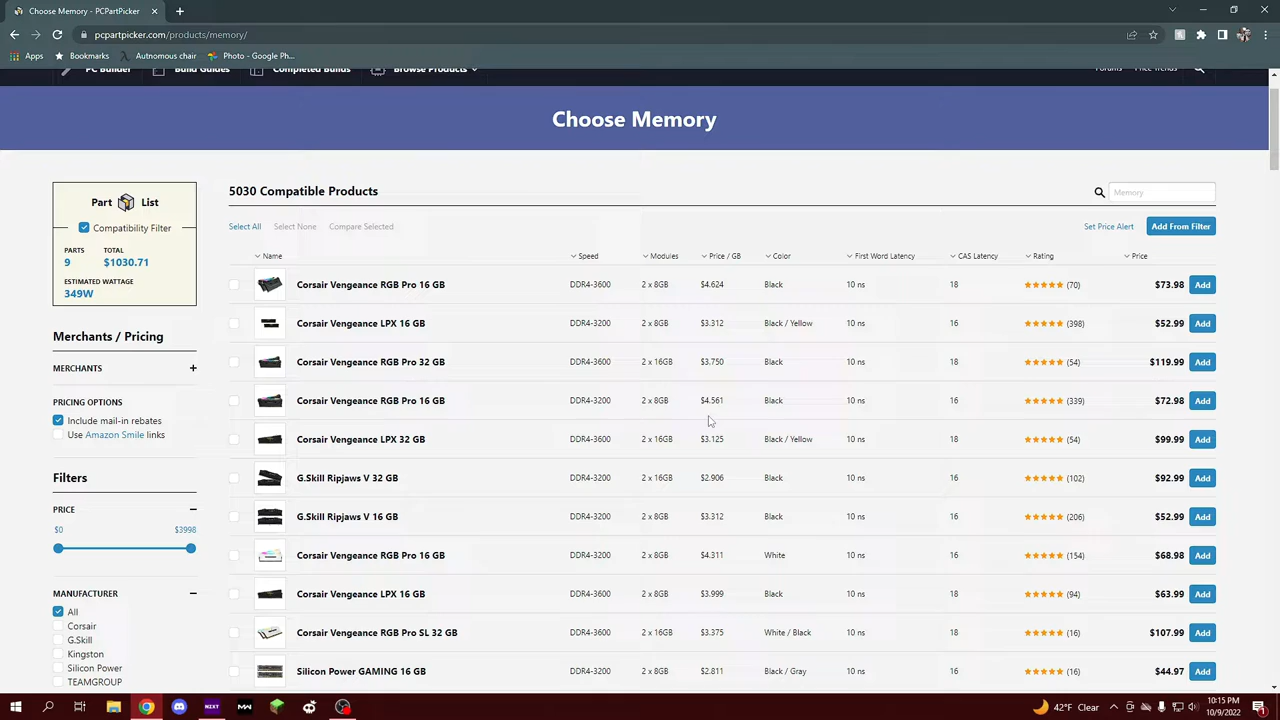 Choose Memory - PCPartPicker
pcpartpicker.com/products/memory/
Apps Bookmarks Autnomous chair Photo - Google Ph...
PC Builder Build Guides Completed Builds Browse Products Forums Price Trends
Choose Memory
Part List
Compatibility Filter
PARTS TOTAL
9 $1030.71
ESTIMATED WATTAGE
349W
Merchants / Pricing
MERCHANTS +
PRICING OPTIONS
Include mail-in rebates
Use Amazon Smile links
Filters
PRICE
$0 $3998
MANUFACTURER
All
Corsair
G.Skill
Kingston
Silicon Power
TEAMGROUP
5030 Compatible Products Memory
Select All Select None Compare Selected Set Price Alert Add From Filter
Name Speed Modules Price / GB Color First Word Latency CAS Latency Rating Price
Corsair Vengeance RGB Pro 16 GB DDR4-3600 2 x 8GB $4.624 Black 10 ns 18 (70) $73.98 Add
Corsair Vengeance LPX 16 GB DDR4-3200 2 x 8GB $3.312 Black / Yellow 10 ns 16 (398) $52.99 Add
Corsair Vengeance RGB Pro 32 GB DDR4-3600 2 x 16GB $3.750 Black 10 ns 18 (54) $119.99 Add
Corsair Vengeance RGB Pro 16 GB DDR4-3200 2 x 8GB $4.561 Black 10 ns 16 (339) $72.98 Add
Corsair Vengeance LPX 32 GB DDR4-3600 2 x 16GB $3.125 Black / Yellow 10 ns 18 (54) $99.99 Add
G.Skill Ripjaws V 32 GB DDR4-3200 2 x 16GB $2.906 Black 10 ns 16 (102) $92.99 Add
G.Skill Ripjaws V 16 GB DDR4-3200 2 x 8GB $3.312 Black 10 ns 16 (206) $52.99 Add
Corsair Vengeance RGB Pro 16 GB DDR4-3200 2 x 8GB $4.311 White 10 ns 16 (154) $68.98 Add
Corsair Vengeance LPX 16 GB DDR4-3600 2 x 8GB $3.999 Black 10 ns 18 (94) $63.99 Add
Corsair Vengeance RGB Pro SL 32 GB DDR4-3600 2 x 16GB $3.375 White / Black 10 ns 18 (16) $107.99 Add
Silicon Power GAMING 16 GB DDR4-3200 2 x 8GB $2.811 Black / Gray 10 ns 16 (16) $44.97 Add
NZXT
42°F Clear
10:15 PM
10/9/2022